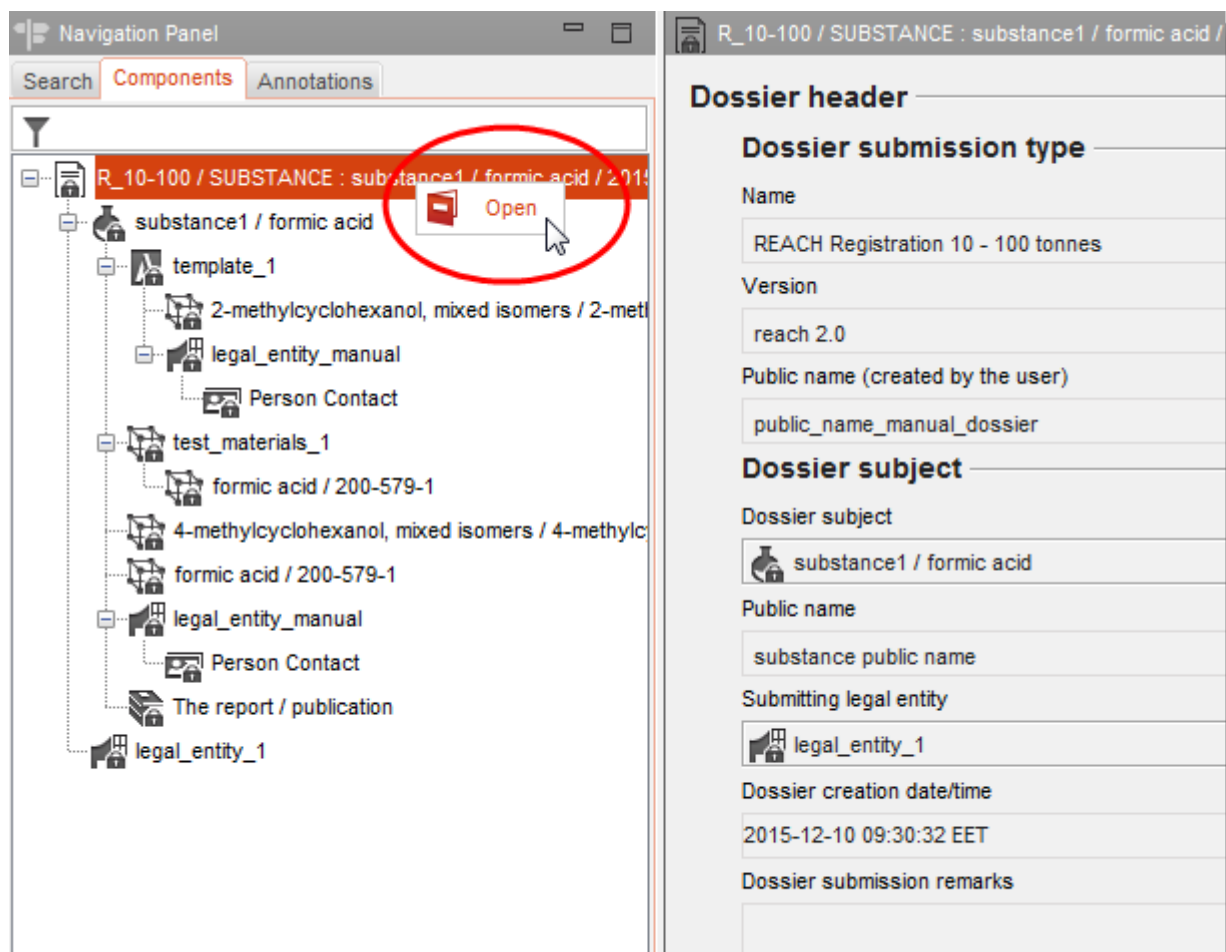 Navigation Panel
Search Components Annotations
R_10-100 / SUBSTANCE : substance1 / formic acid / 201
Open
substance1 / formic acid
template_1
2-methylcyclohexanol, mixed isomers / 2-met
legal_entity_manual
Person Contact
test_materials_1
formic acid / 200-579-1
4-methylcyclohexanol, mixed isomers / 4-methylc
formic acid / 200-579-1
legal_entity_manual
Person Contact
The report / publication
legal_entity_1
R_10-100 / SUBSTANCE : substance1 / formic acid /
Dossier header
Dossier submission type
Name
REACH Registration 10 - 100 tonnes
Version
reach 2.0
Public name (created by the user)
public_name_manual_dossier
Dossier subject
Dossier subject
substance1 / formic acid
Public name
substance public name
Submitting legal entity
legal_entity_1
Dossier creation date/time
2015-12-10 09:30:32 EET
Dossier submission remarks